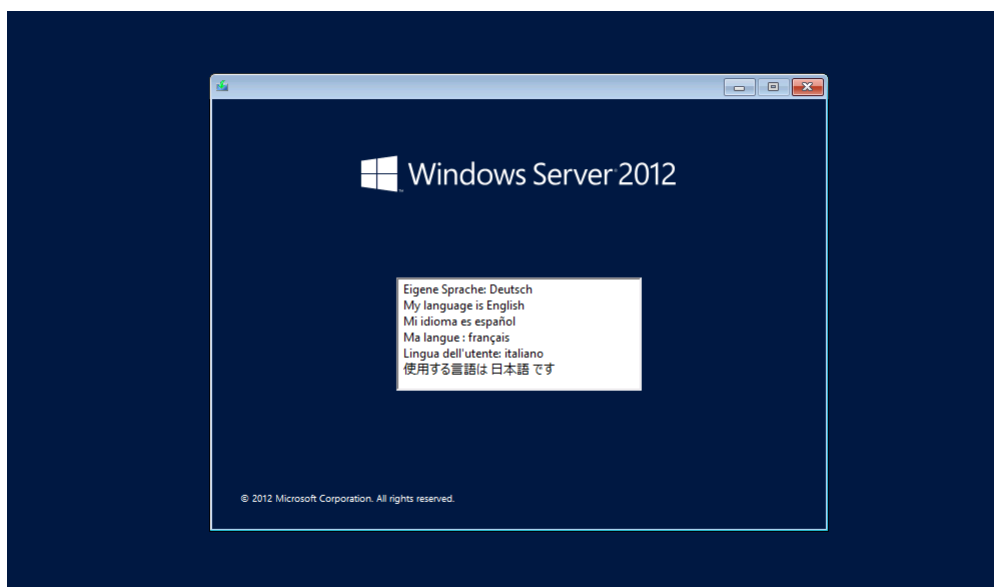 Windows Server 2012
Eigene Sprache: Deutsch
My language is English
Mi idioma es español
Ma langue : français
Lingua dell'utente: italiano
使用する言語は 日本語 です
© 2012 Microsoft Corporation. All rights reserved.